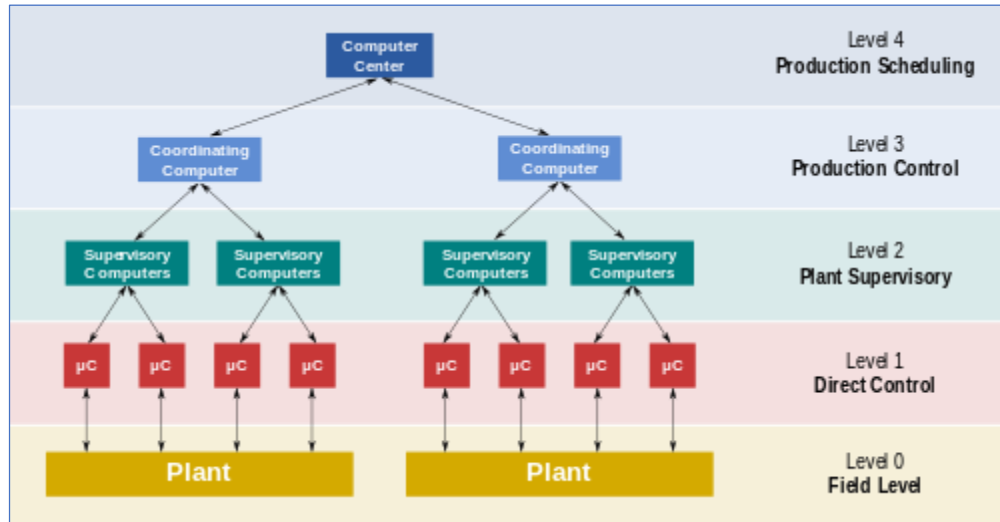 Computer
Center
Level 4
Production Scheduling
Coordinating
Computer
Coordinating
Computer
Level 3
Production Control
Supervisory
Computers
Supervisory
Computers
Supervisory
Computers
Supervisory
Computers
Level 2
Plant Supervisory
µC
µC
µC
µC
µC
µC
µC
µC
Level 1
Direct Control
Plant
Plant
Level 0
Field Level